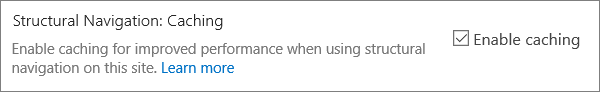 Structural Navigation: Caching
Enable caching for improved performance when using structural
navigation on this site. Learn more
Enable caching